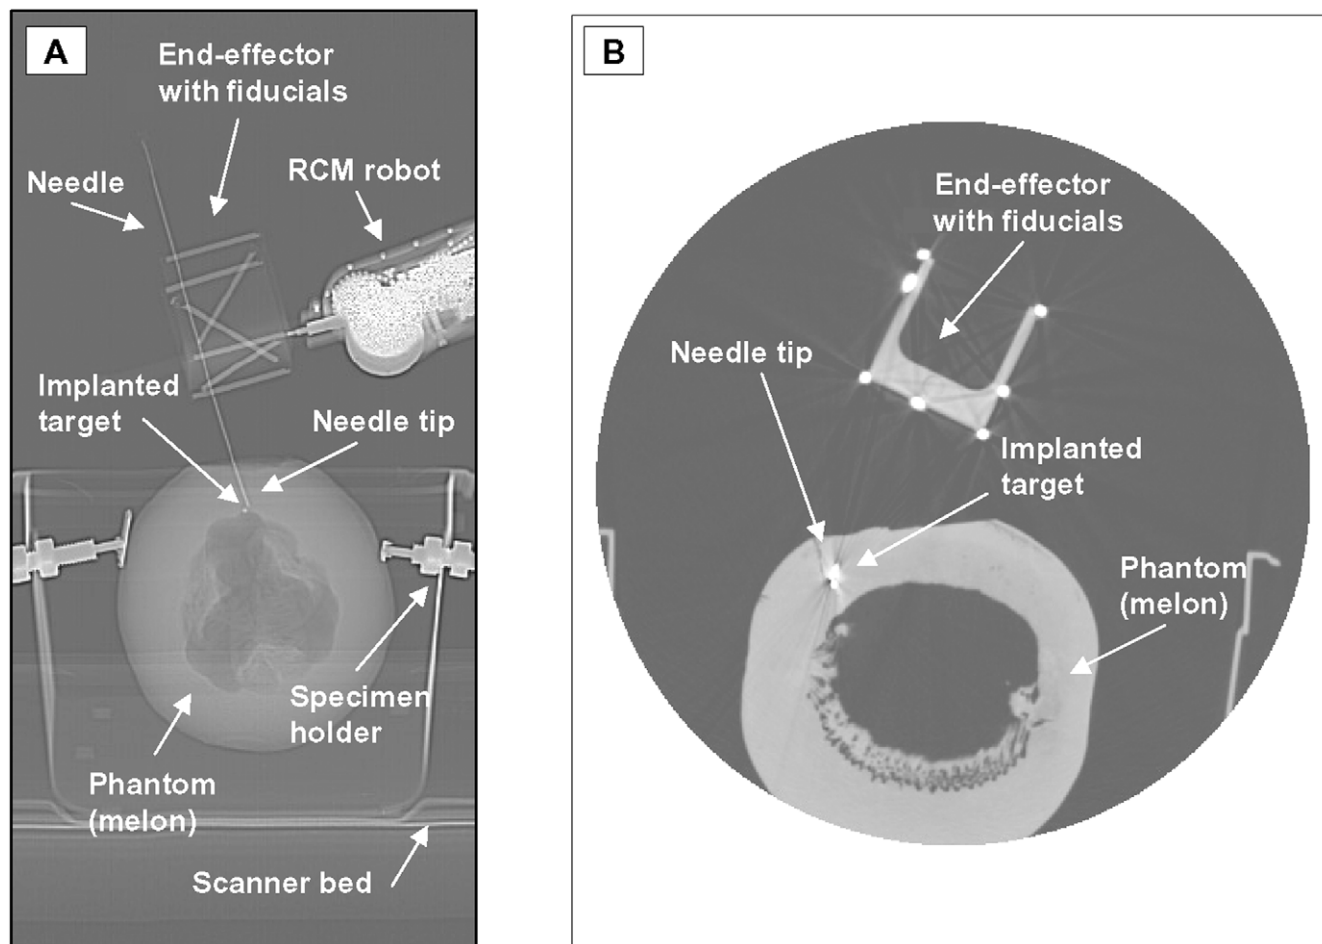 A
End-effector
with fiducials
Needle
RCM robot
Implanted
target
Needle tip
Specimen
holder
Phantom
(melon)
Scanner bed
B
End-effector
with fiducials
Needle tip
Implanted
target
Phantom
(melon)